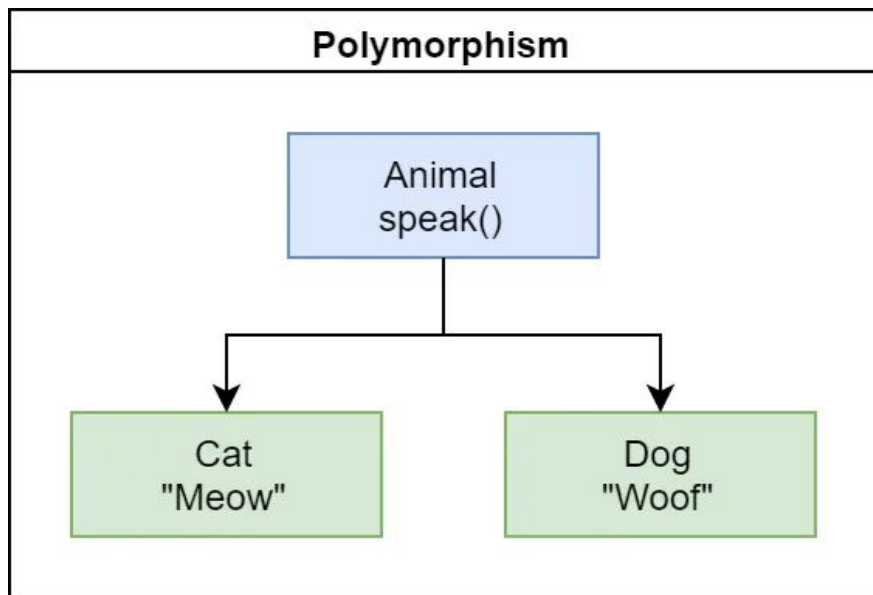 Polymorphism
Animal
speak()
Cat
"Meow"
Dog
"Woof"